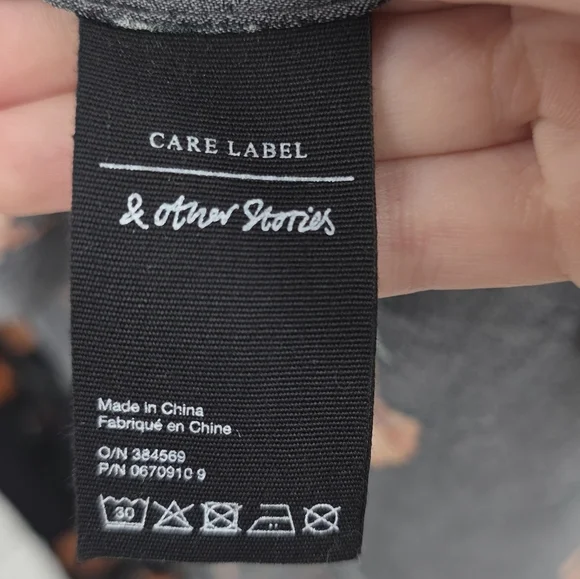 CARE LABEL
& other Stories
Made in China
Fabriqué en Chine
O/N 384569
P/N 0670910 9
30